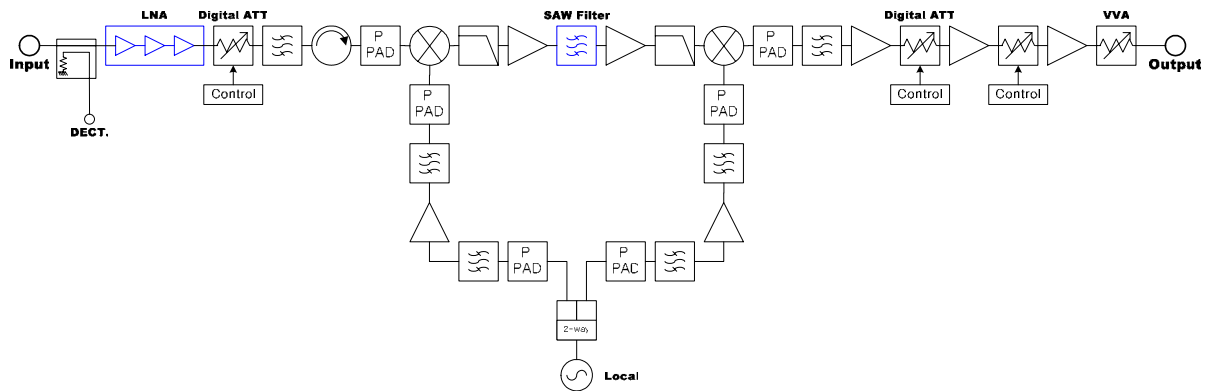 LNA
Digital ATT
SAW Filter
Digital ATT
VVA
Input
P
PAD
P
PAD
Output
Control
Control
Control
DECT.
P
PAD
P
PAD
P
PAD
P
PAD
2-way
Local